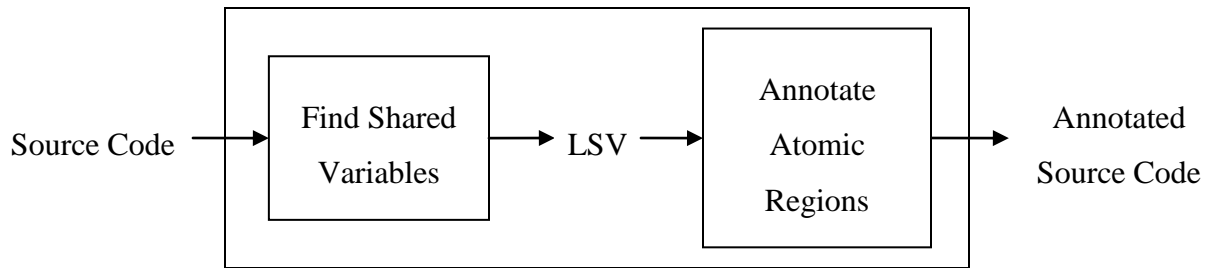 Source Code
Find Shared
Variables
LSV
Annotate
Atomic
Regions
Annotated
Source Code